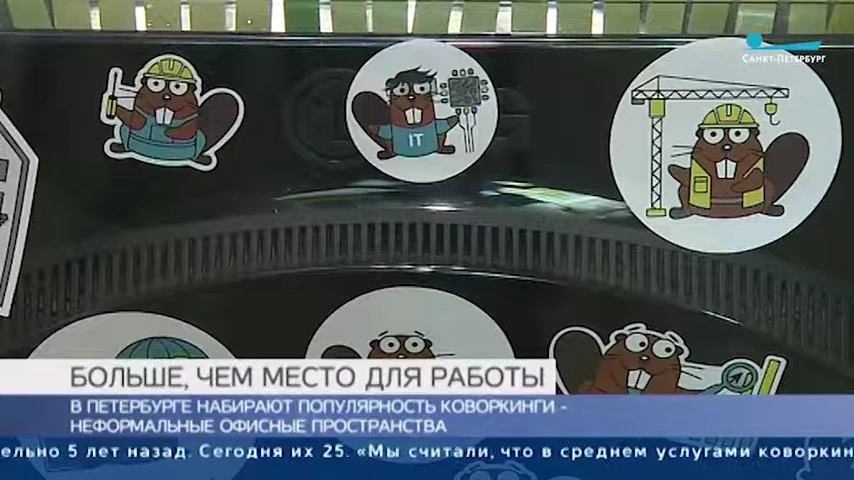 САНКТ-ПЕТЕРБУРГ
IT
БОЛЬШЕ, ЧЕМ МЕСТО ДЛЯ РАБОТЫ
В ПЕТЕРБУРГЕ НАБИРАЮТ ПОПУЛЯРНОСТЬ КОВОРКИНГИ -
НЕФОРМАЛЬНЫЕ ОФИСНЫЕ ПРОСТРАНСТВА
ельно 5 лет назад. Сегодня их 25. «Мы считали, что в среднем услугами коворкин